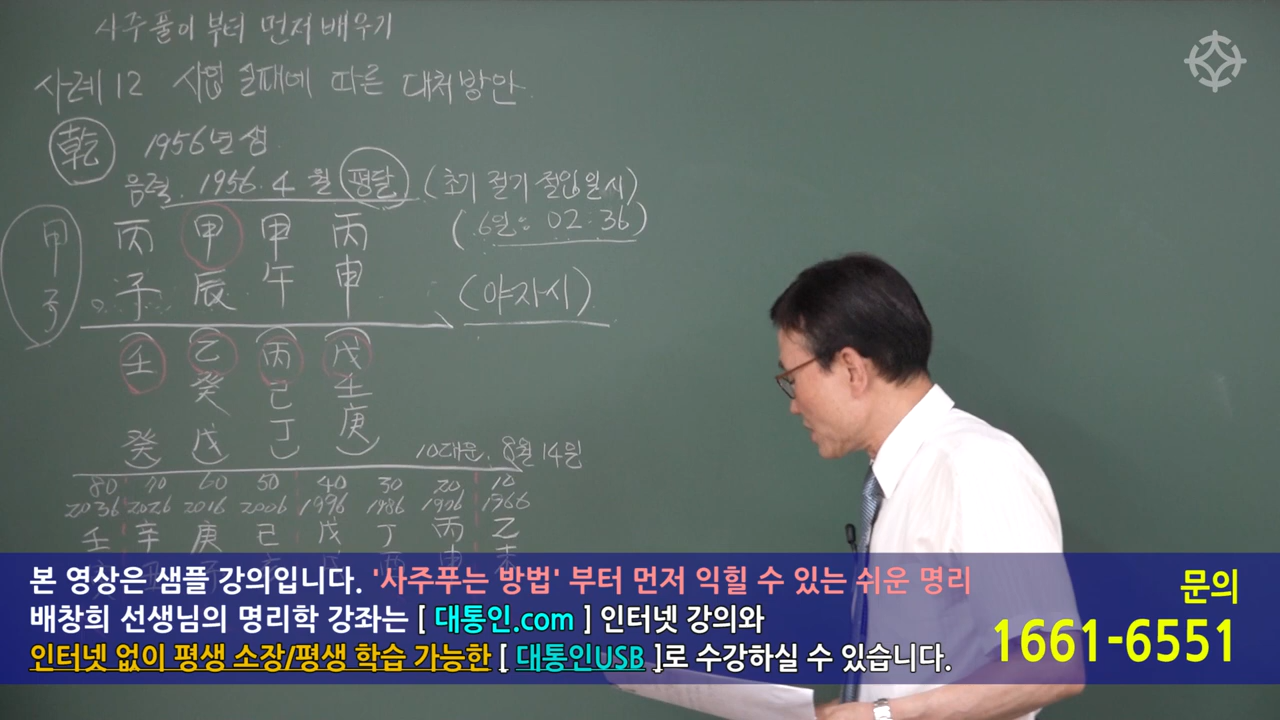 사주풀이 부터 먼저 배우기
사례 12 사업 실패에 따른 대처방안
乾 1956년생
음력. 1956. 4월 평달 (초기 절기 절입일시)
(6일: 02:36)
甲 丙 甲 甲 丙
子 子 辰 午 申
(야자시)
壬 乙 丙 戊
癸 己 壬
癸 戊 丁 庚
10대운. 8월 14일
80 70 60 50 40 30 20 10
2036 2026 2016 2006 1996 1986 1976 1966
壬 辛 庚 己 戊 丁 丙 乙
본 영상은 샘플 강의입니다. '사주푸는 방법' 부터 먼저 익힐 수 있는 쉬운 명리
배창희 선생님의 명리학 강좌는 [ 대통인.com ] 인터넷 강의와
인터넷 없이 평생 소장/평생 학습 가능한 [ 대통인USB ]로 수강하실 수 있습니다.
문의
1661-6551